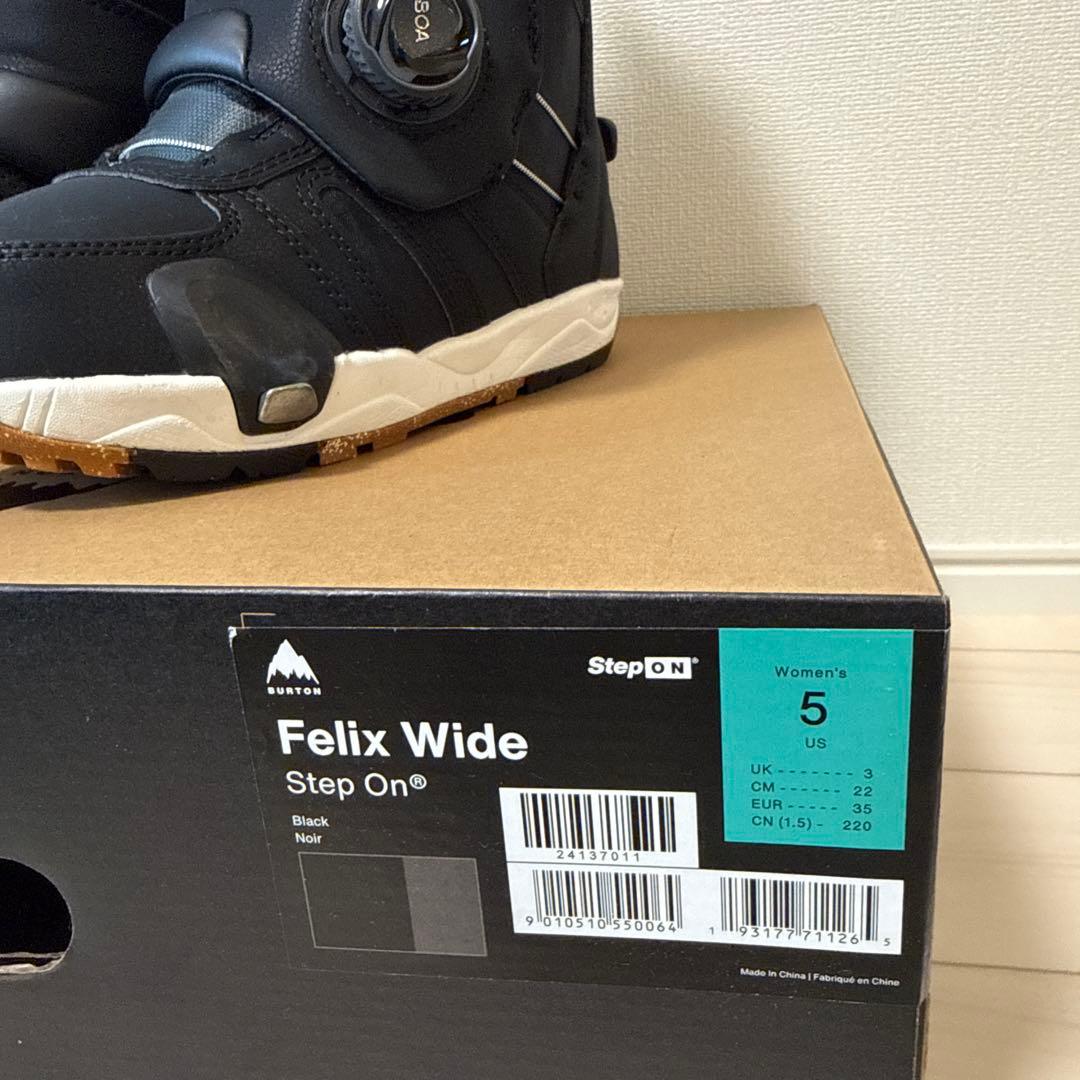 BOA
BURTON
StepON®
Felix Wide
Step On®
Black
Noir
Women's
5
US
UK - - - - - - - 3
CM - - - - - - 22
EUR - - - - - 35
CN (1.5) - 220
24137011
9 010510 550064
1 93177 71126 5
Made in China | Fabriqué en Chine